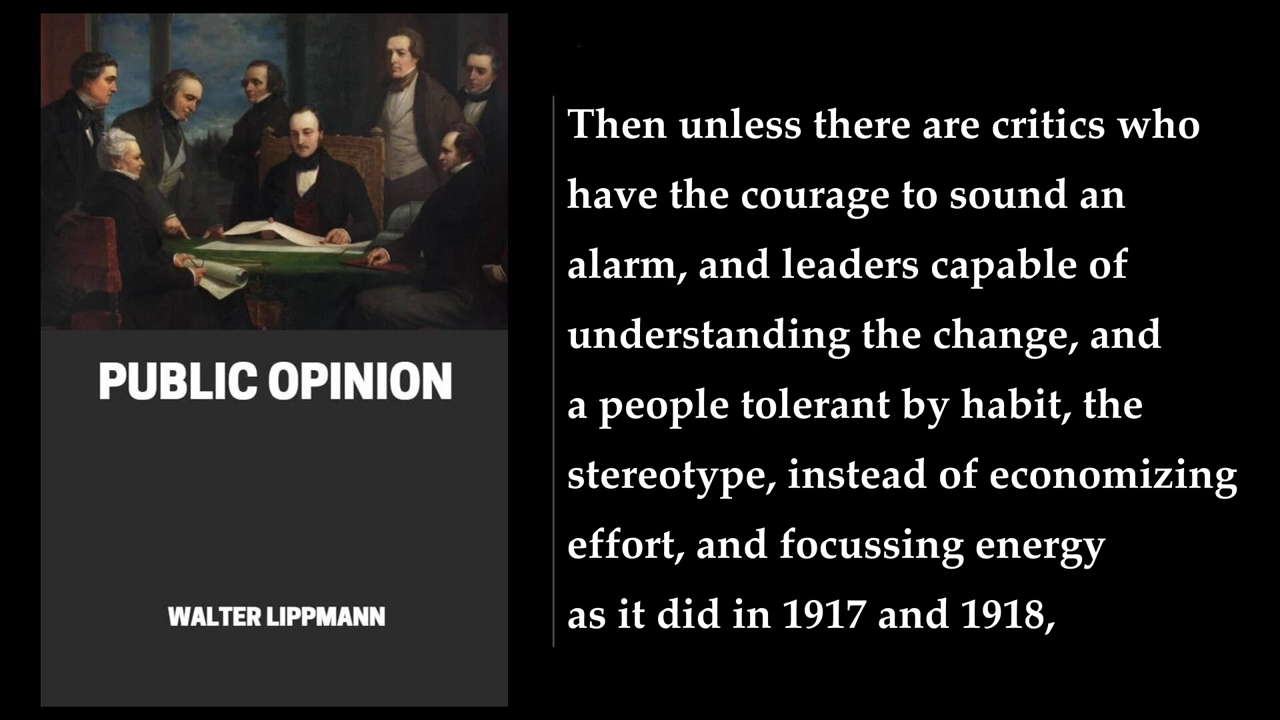 PUBLIC OPINION
WALTER LIPPMANN
Then unless there are critics who
have the courage to sound an
alarm, and leaders capable of
understanding the change, and
a people tolerant by habit, the
stereotype, instead of economizing
effort, and focussing energy
as it did in 1917 and 1918,